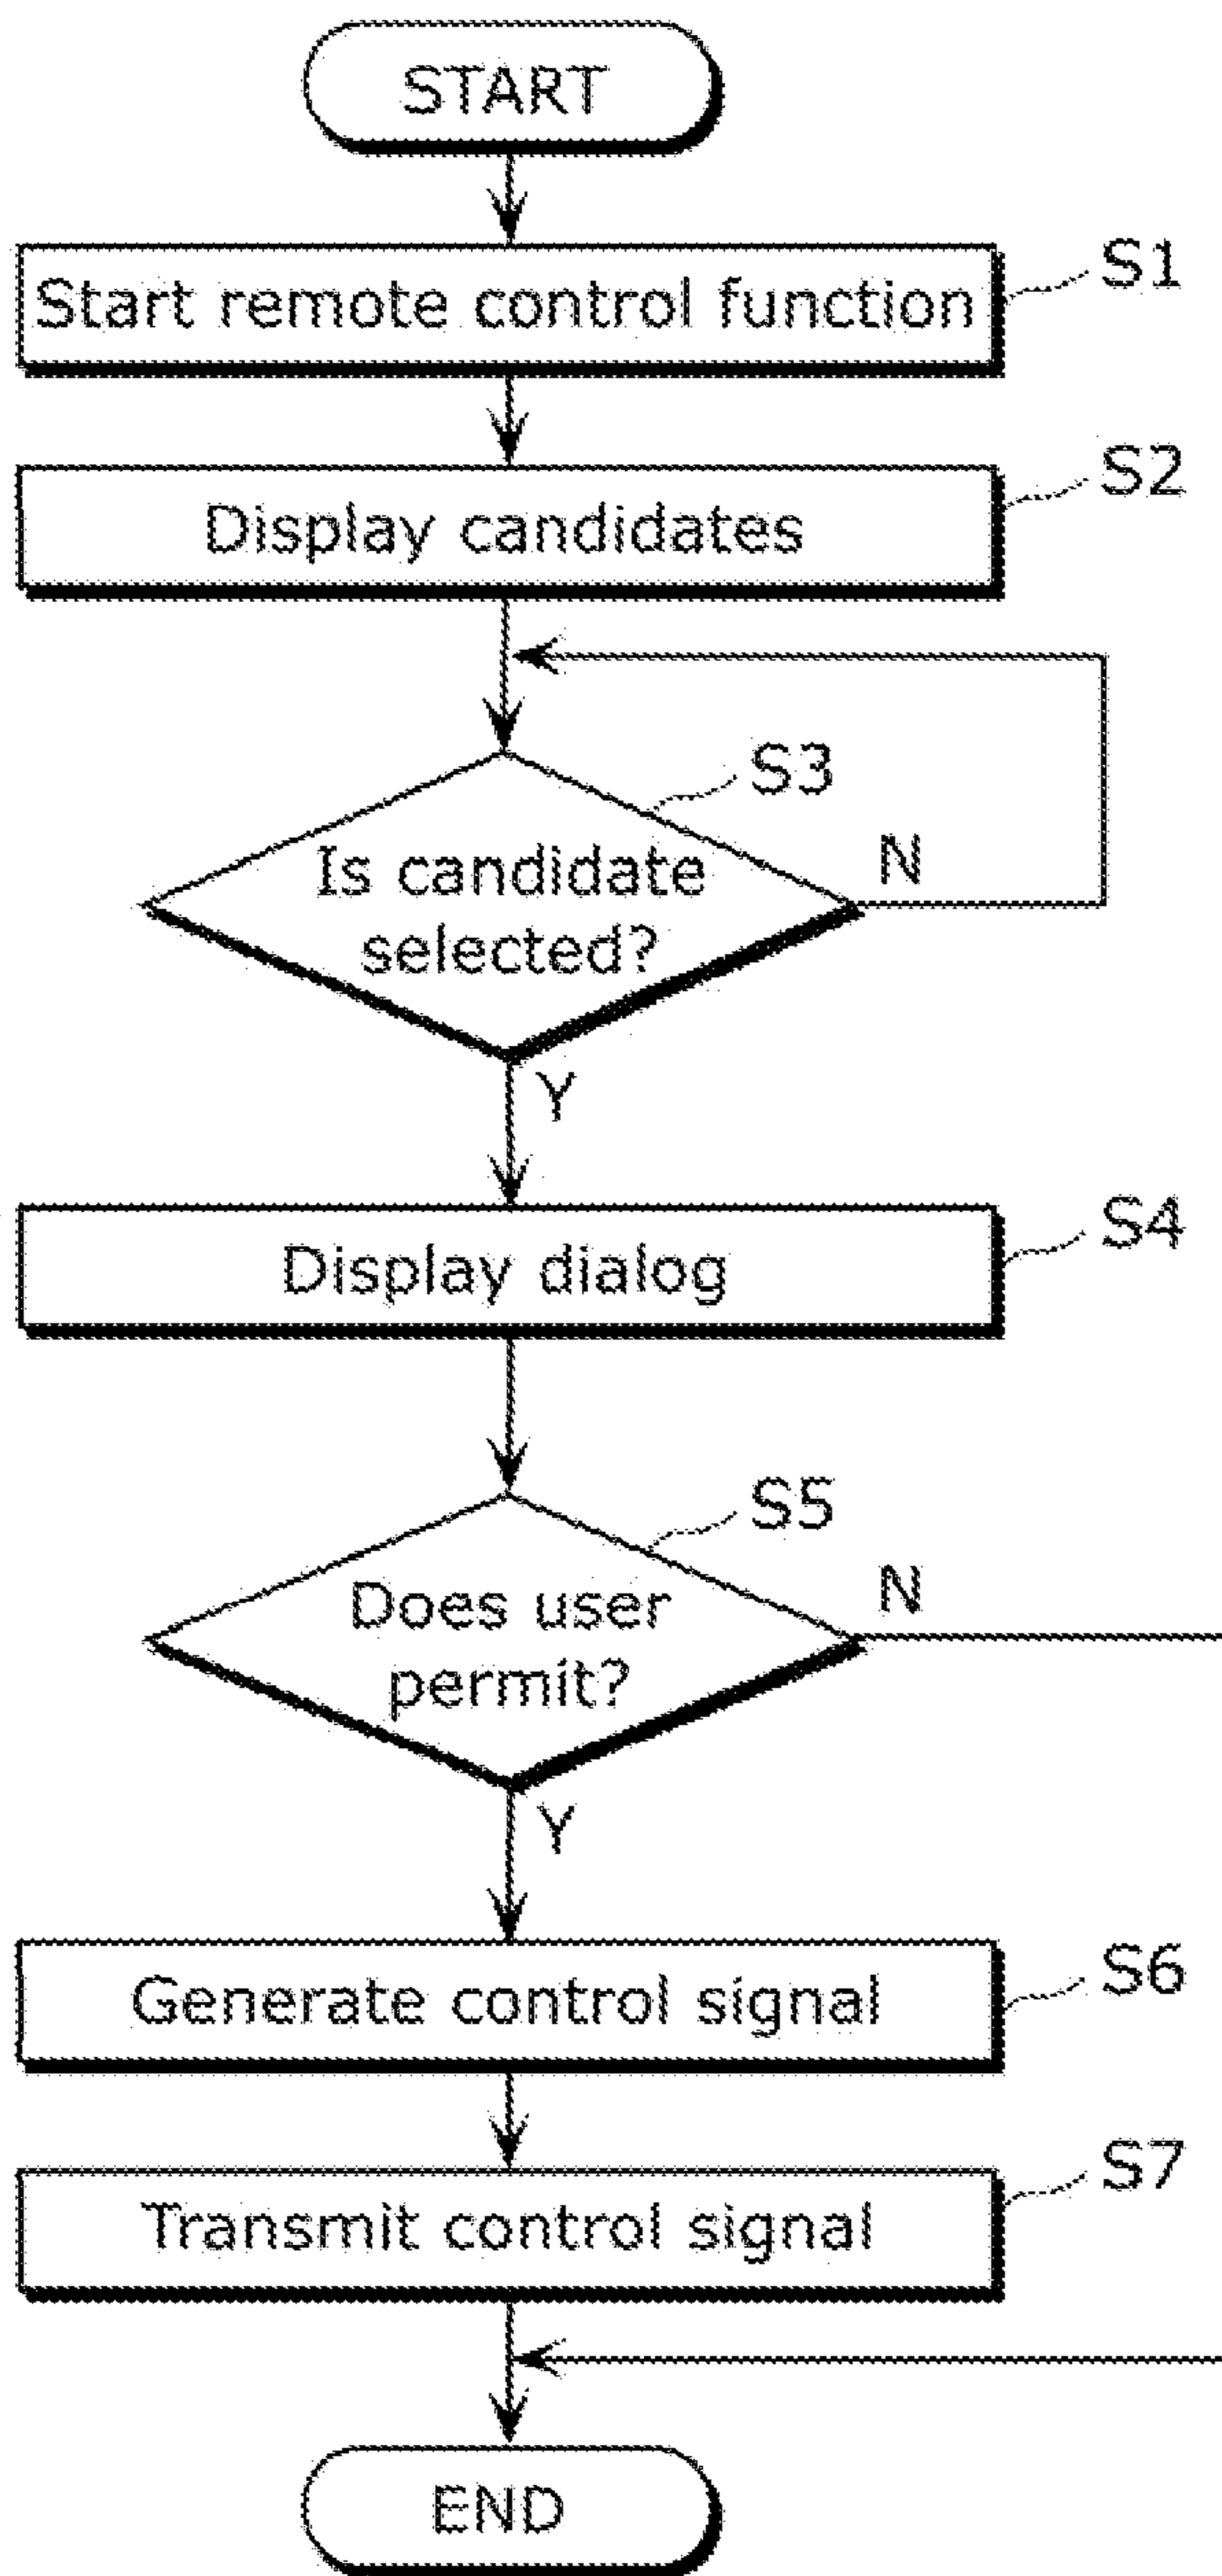 START
Start remote control function
S1
Display candidates
S2
S3
Is candidate
selected?
N
Y
Display dialog
S4
S5
Does user
permit?
N
Y
Generate control signal
S6
Transmit control signal
S7
END